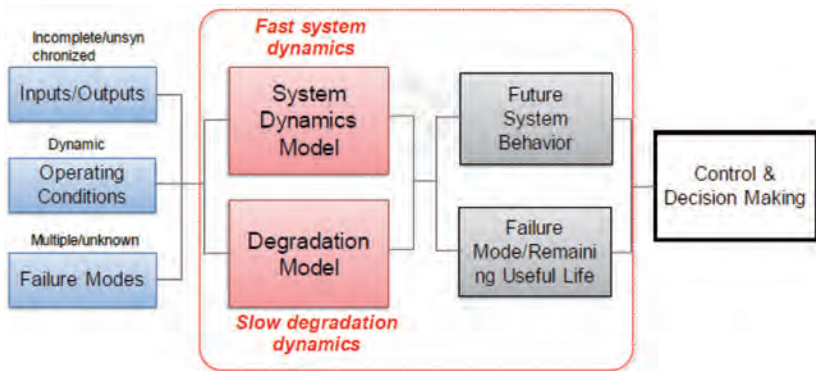 Incomplete/unsyn
chronized
Inputs/Outputs
Dynamic
Operating
Conditions
Multiple/unknown
Failure Modes
Fast system
dynamics
System
Dynamics
Model
Degradation
Model
Slow degradation
dynamics
Future
System
Behavior
Failure
Mode/Remaini
ng Useful Life
Control &
Decision Making